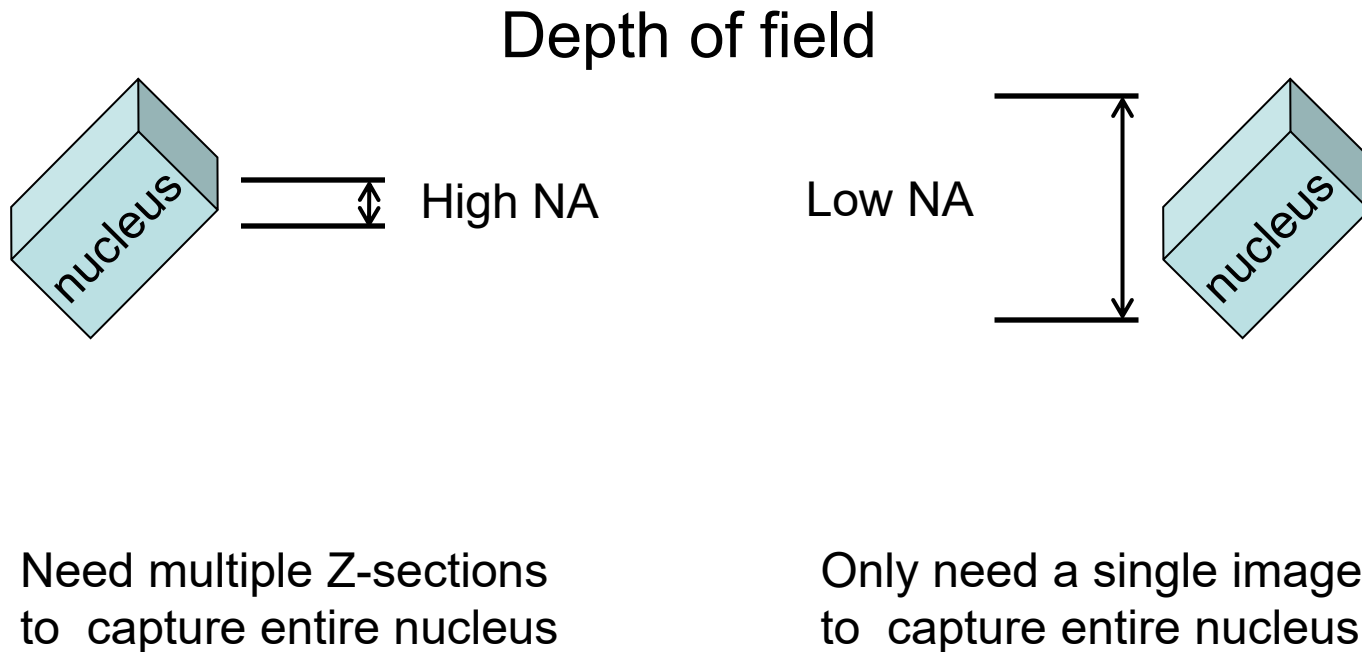 Depth of field
nucleus
High NA
Low NA
nucleus
Need multiple Z-sections
to  capture entire nucleus
Only need a single image
to  capture entire nucleus